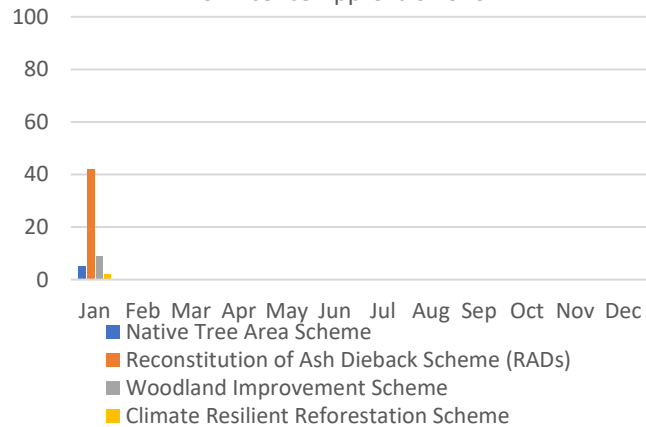 100
80
60
40
20
0
Jan Feb Mar Apr May Jun Jul Aug Sep Oct Nov Dec
Native Tree Area Scheme
Reconstitution of Ash Dieback Scheme (RADs)
Woodland Improvement Scheme
Climate Resilient Reforestation Scheme